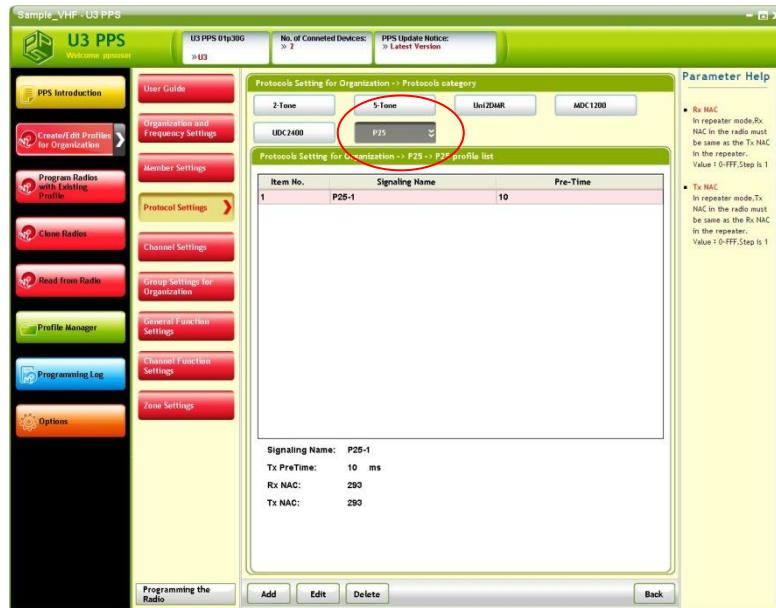 Sample_VHF - U3 PPS
U3 PPS
Welcome ppsuser
U3 PPS 01p30G
» U3
No. of Conneted Devices:
» 2
PPS Update Notice:
» Latest Version
PPS Introduction
Create/Edit Profiles
for Organization
Program Radios
with Existing
Profile
Clone Radios
Read from Radio
Profile Manager
Programming Log
Options
User Guide
Organization and
Frequency Settings
Member Settings
Protocol Settings
Channel Settings
Group Settings for
Organization
General Function
Settings
Channel Function
Settings
Zone Settings
Programming the
Radio
Protocols Setting for Organization -> Protocols category
2-Tone
5-Tone
Uni2DMR
MDC1200
UDC2400
P25
Protocols Setting for Organization -> P25 -> P25 profile list
Item No. Signaling Name Pre-Time
1 P25-1 10
Signaling Name: P25-1
Tx PreTime: 10 ms
Rx NAC: 293
Tx NAC: 293
Add
Edit
Delete
Back
Parameter Help
Rx NAC
In repeater mode,Rx
NAC in the radio must
be same as the Tx NAC
in the repeater.
Value : 0-FFF,Step is 1
Tx NAC
In repeater mode,Tx
NAC in the radio must
be same as the Rx NAC
in the repeater.
Value : 0-FFF,Step is 1